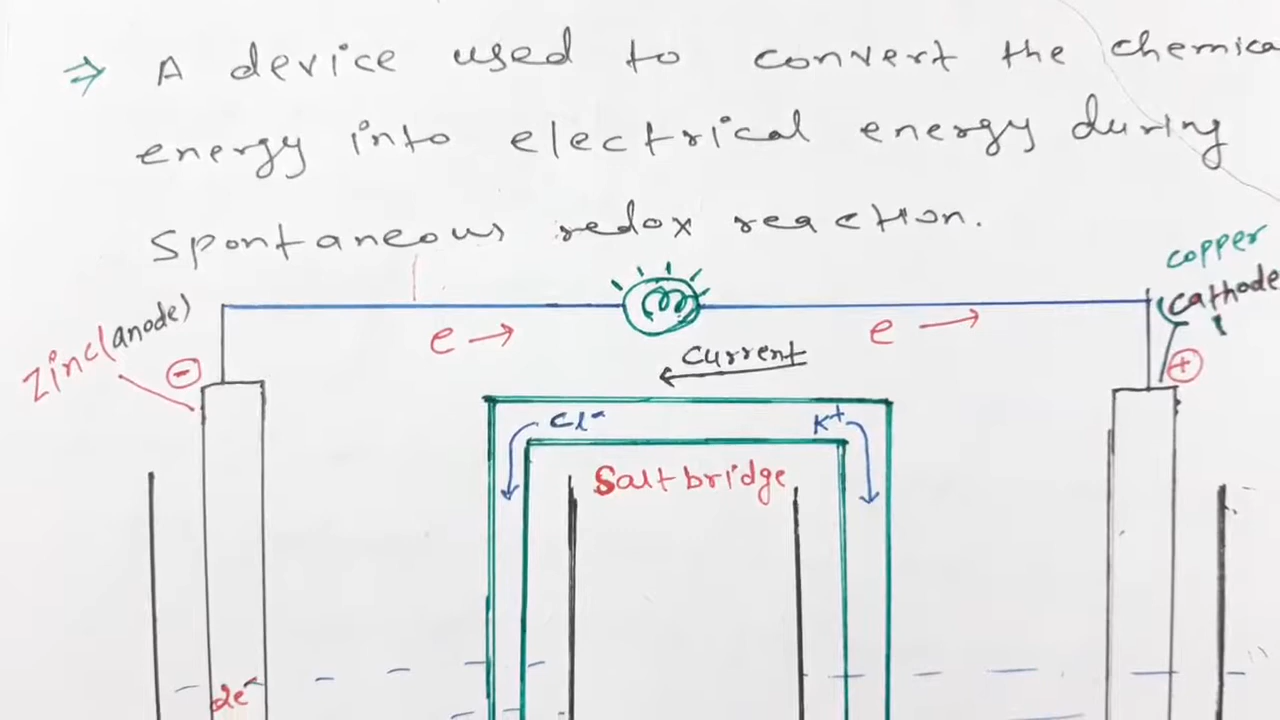 ⇒ A device used to convert the chemica
energy into electrical energy during
spontaneous redox reaction.
copper
cathode
zinc(anode)
e →
e →
current
−
+
Cl-
K+
Salt bridge
2e-